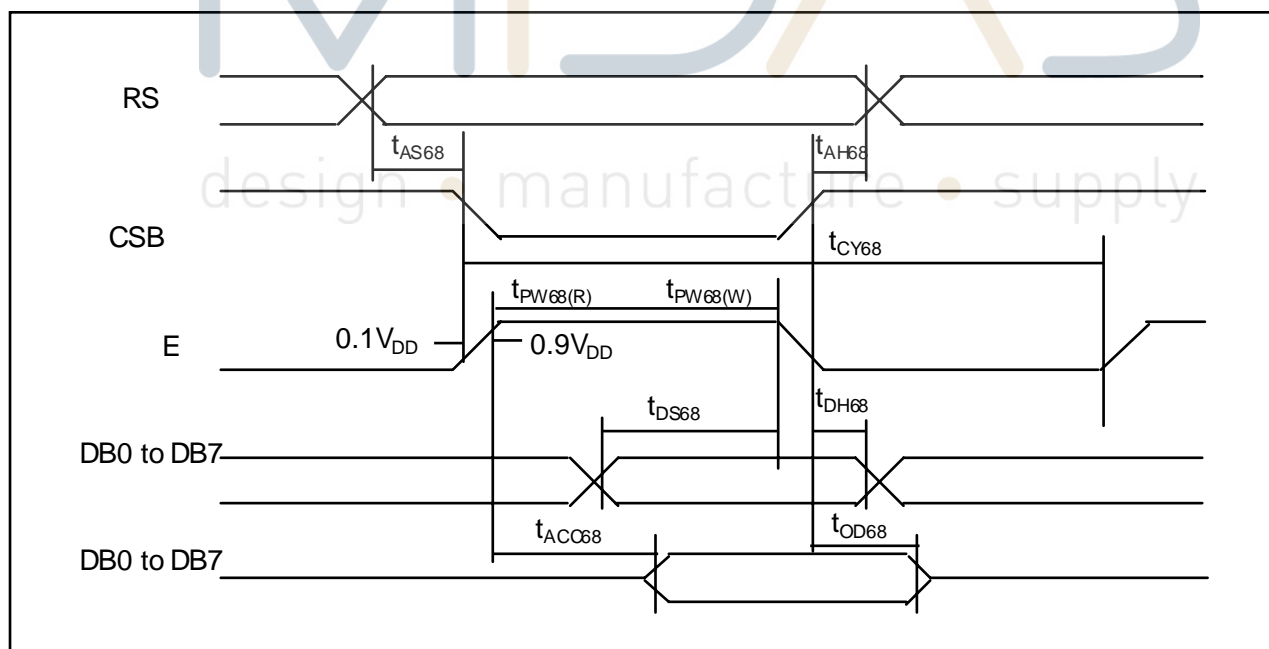 MIDAS
RS
tAS68
tAH68
design • manufacture • supply
CSB
tCY68
tPW68(R) tPW68(W)
0.1VDD
0.9VDD
E
tDS68
tDH68
DB0 to DB7
tACC68
tOD68
DB0 to DB7